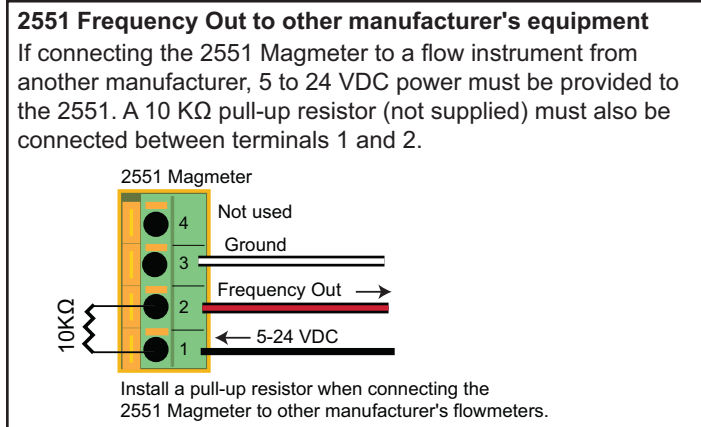 2551 Frequency Out to other manufacturer's equipment
If connecting the 2551 Magmeter to a flow instrument from
another manufacturer, 5 to 24 VDC power must be provided to
the 2551. A 10 KΩ pull-up resistor (not supplied) must also be
connected between terminals 1 and 2.
2551 Magmeter
4 Not used
3 Ground
2 Frequency Out
1 5-24 VDC
10KΩ
Install a pull-up resistor when connecting the
2551 Magmeter to other manufacturer's flowmeters.